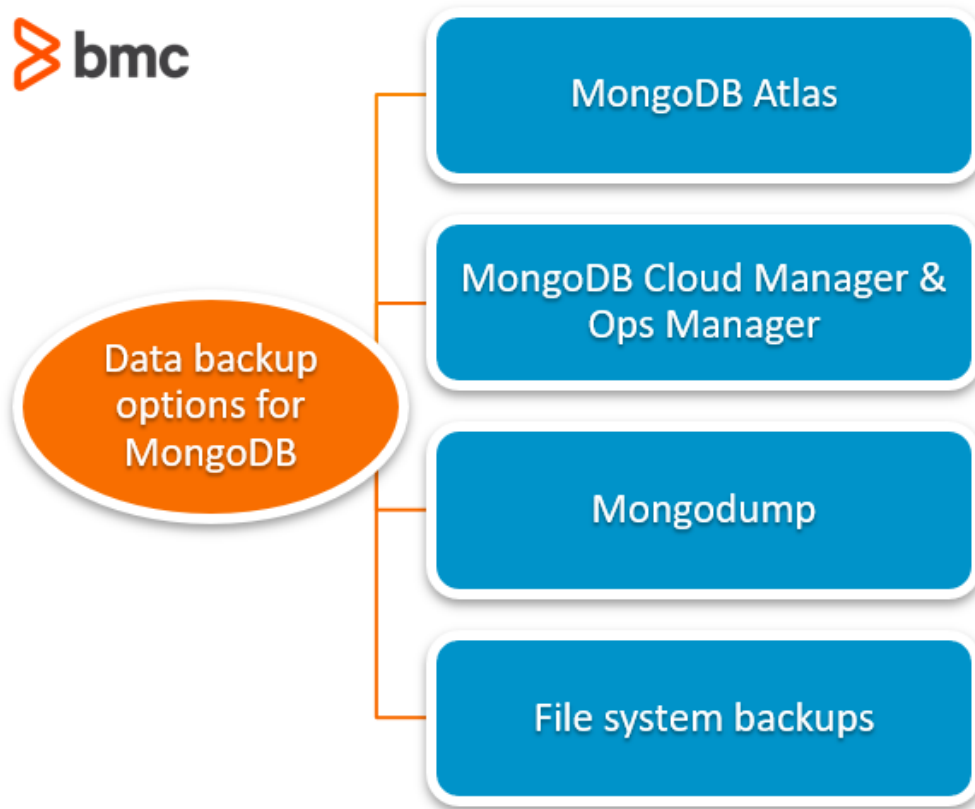 bmc
MongoDB Atlas
MongoDB Cloud Manager &
Ops Manager
Data backup
options for
MongoDB
Mongodump
File system backups